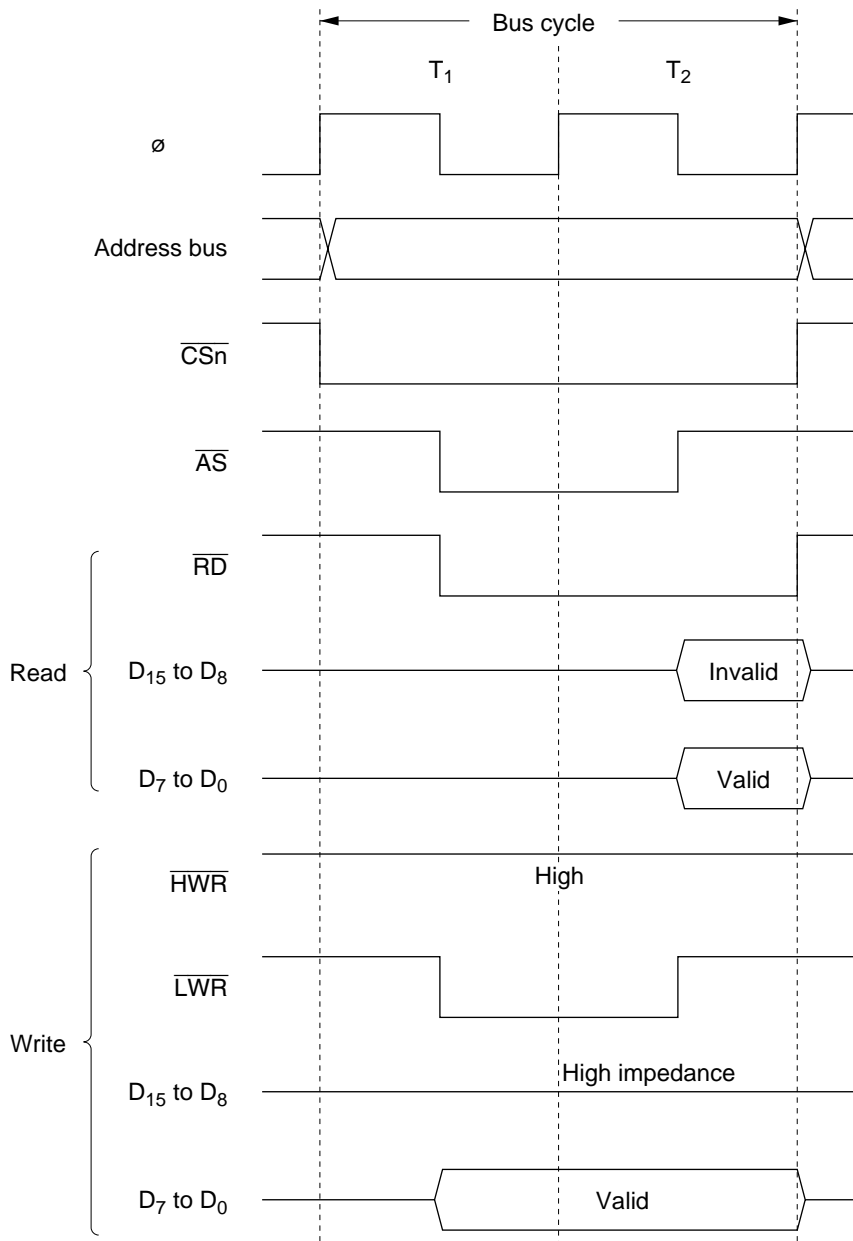 Bus cycle
T1 T2
ø
Address bus
CSn
AS
RD
Read D15 to D8 Invalid
D7 to D0 Valid
HWR High
LWR
Write
High impedance
D15 to D8
D7 to D0 Valid